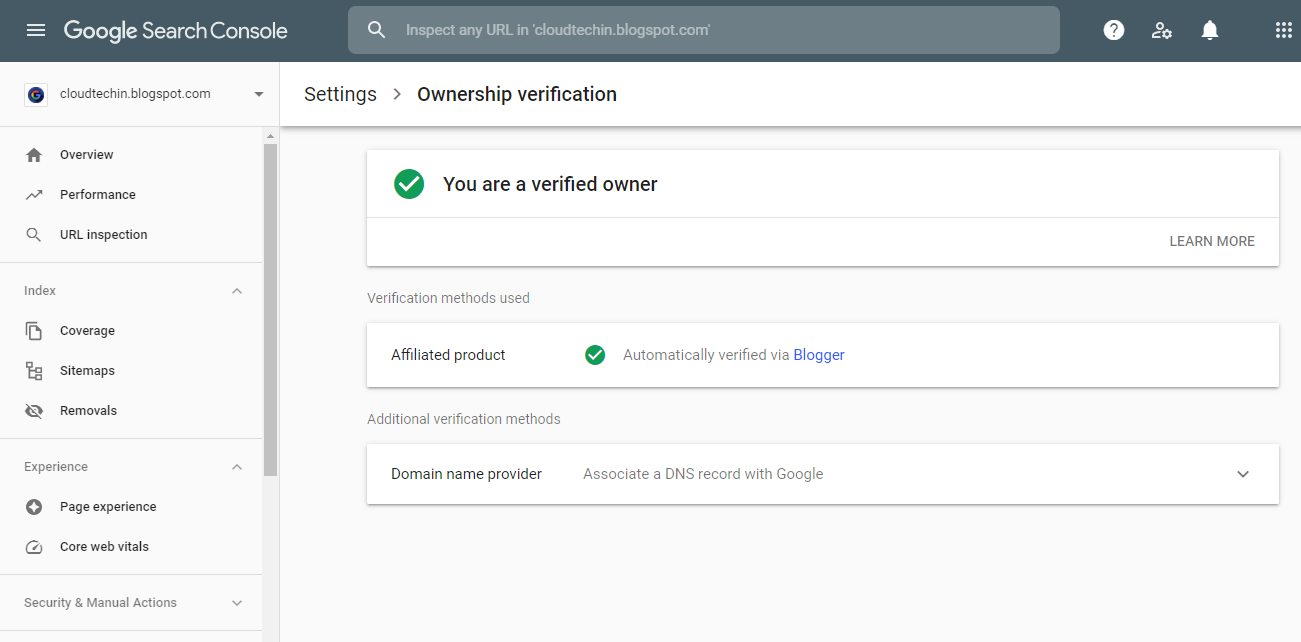 Google Search Console
Inspect any URL in 'cloudtechin.blogspot.com'
cloudtechin.blogspot.com
Settings > Ownership verification
Overview
Performance
URL inspection
Index
Coverage
Sitemaps
Removals
Experience
Page experience
Core web vitals
Security & Manual Actions
You are a verified owner
LEARN MORE
Verification methods used
Affiliated product Automatically verified via Blogger
Additional verification methods
Domain name provider Associate a DNS record with Google